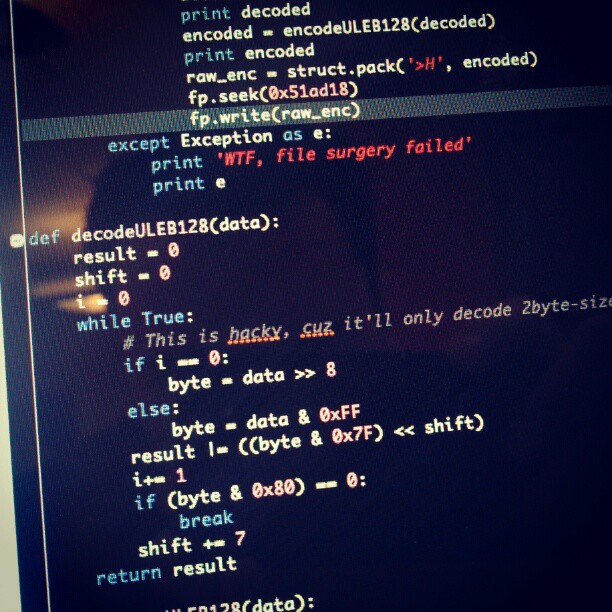 print decoded
encoded = encodeULEB128(decoded)
print encoded
raw_enc = struct.pack('>H', encoded)
fp.seek(0x51ad18)
fp.write(raw_enc)
except Exception as e:
print 'WTF, file surgery failed'
print e
def decodeULEB128(data):
result = 0
shift = 0
i = 0
while True:
# This is hacky, cuz it'll only decode 2byte-size
if i == 0:
byte = data >> 8
else:
byte = data & 0xFF
result |= ((byte & 0x7F) << shift)
i+= 1
if (byte & 0x80) == 0:
break
shift += 7
return result
ULEB128(data):